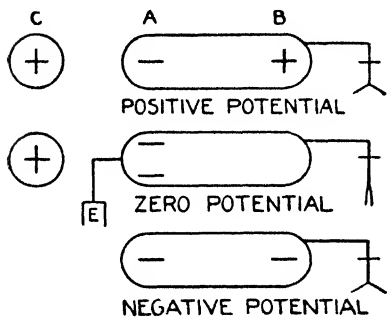 C A B
+ − +
POSITIVE POTENTIAL
+ −
−
E
ZERO POTENTIAL
− −
NEGATIVE POTENTIAL